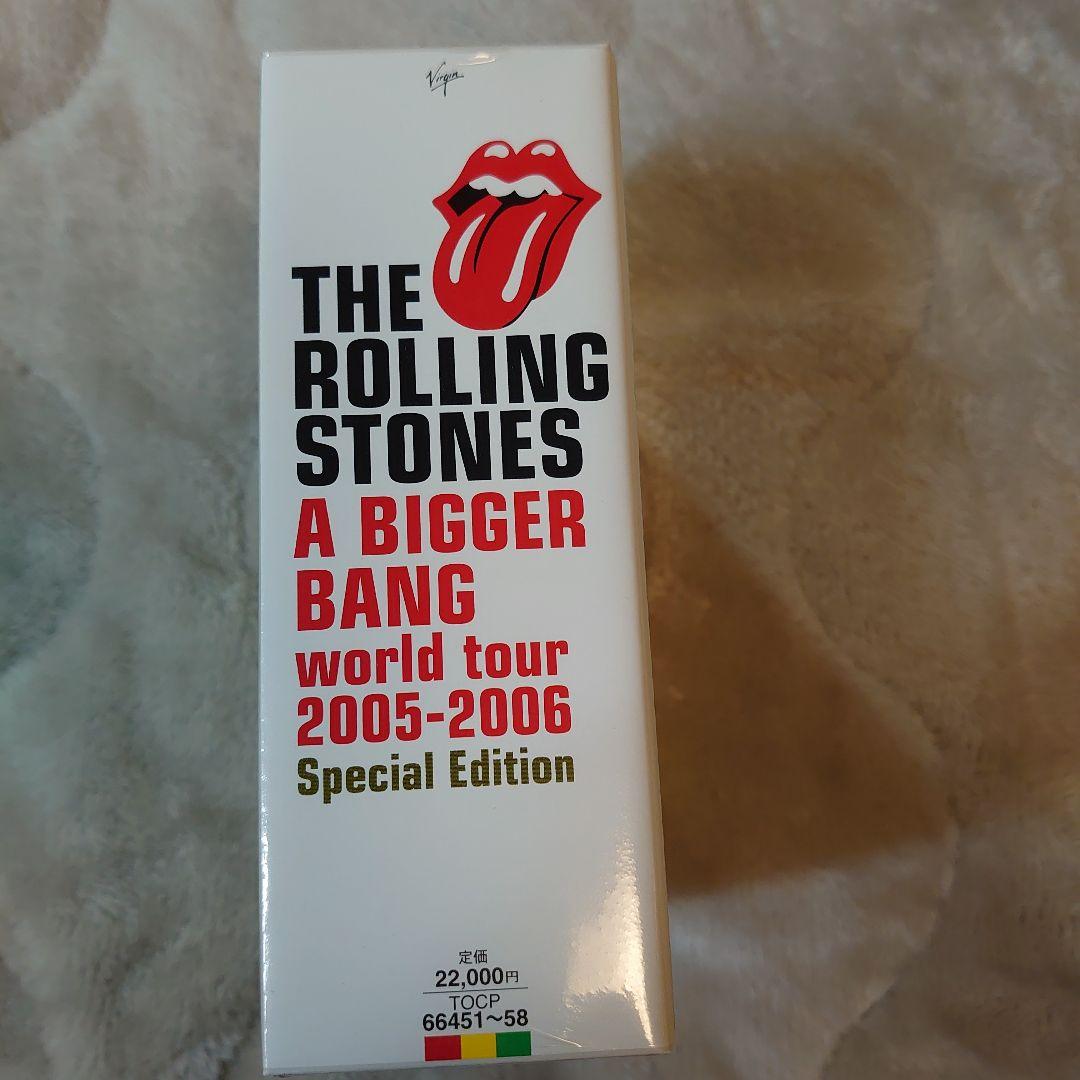 Virgin
THE
ROLLING
STONES
A BIGGER
BANG
world tour
2005-2006
Special Edition
定価
22,000円
TOCP
66451〜58